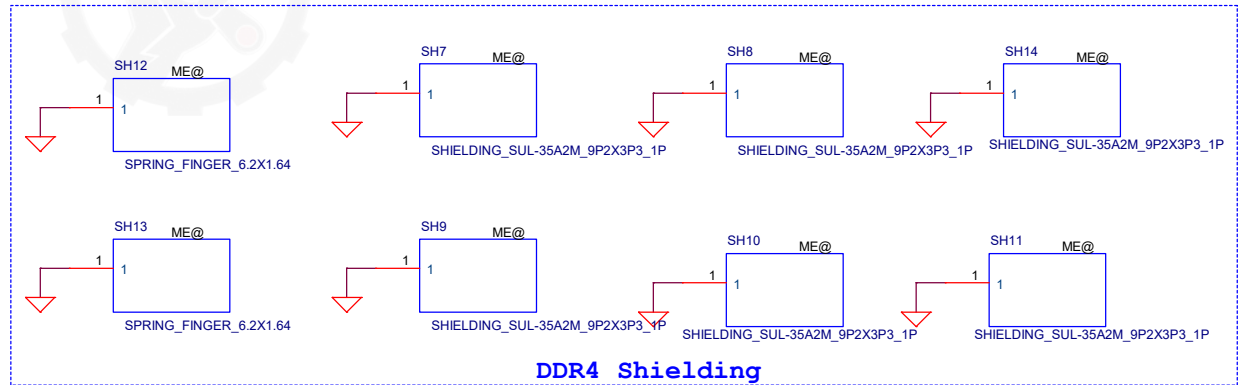 SH12
ME@
1
1
SPRING_FINGER_6.2X1.64
SH7
ME@
1
1
SHIELDING_SUL-35A2M_9P2X3P3_1P
SH8
ME@
1
1
SHIELDING_SUL-35A2M_9P2X3P3_1P
SH14
ME@
1
1
SHIELDING_SUL-35A2M_9P2X3P3_1P
SH13
ME@
1
1
SPRING_FINGER_6.2X1.64
SH9
ME@
1
1
SHIELDING_SUL-35A2M_9P2X3P3_1P
SH10
ME@
1
1
SHIELDING_SUL-35A2M_9P2X3P3_1P
SH11
ME@
1
1
SHIELDING_SUL-35A2M_9P2X3P3_1P
DDR4 Shielding